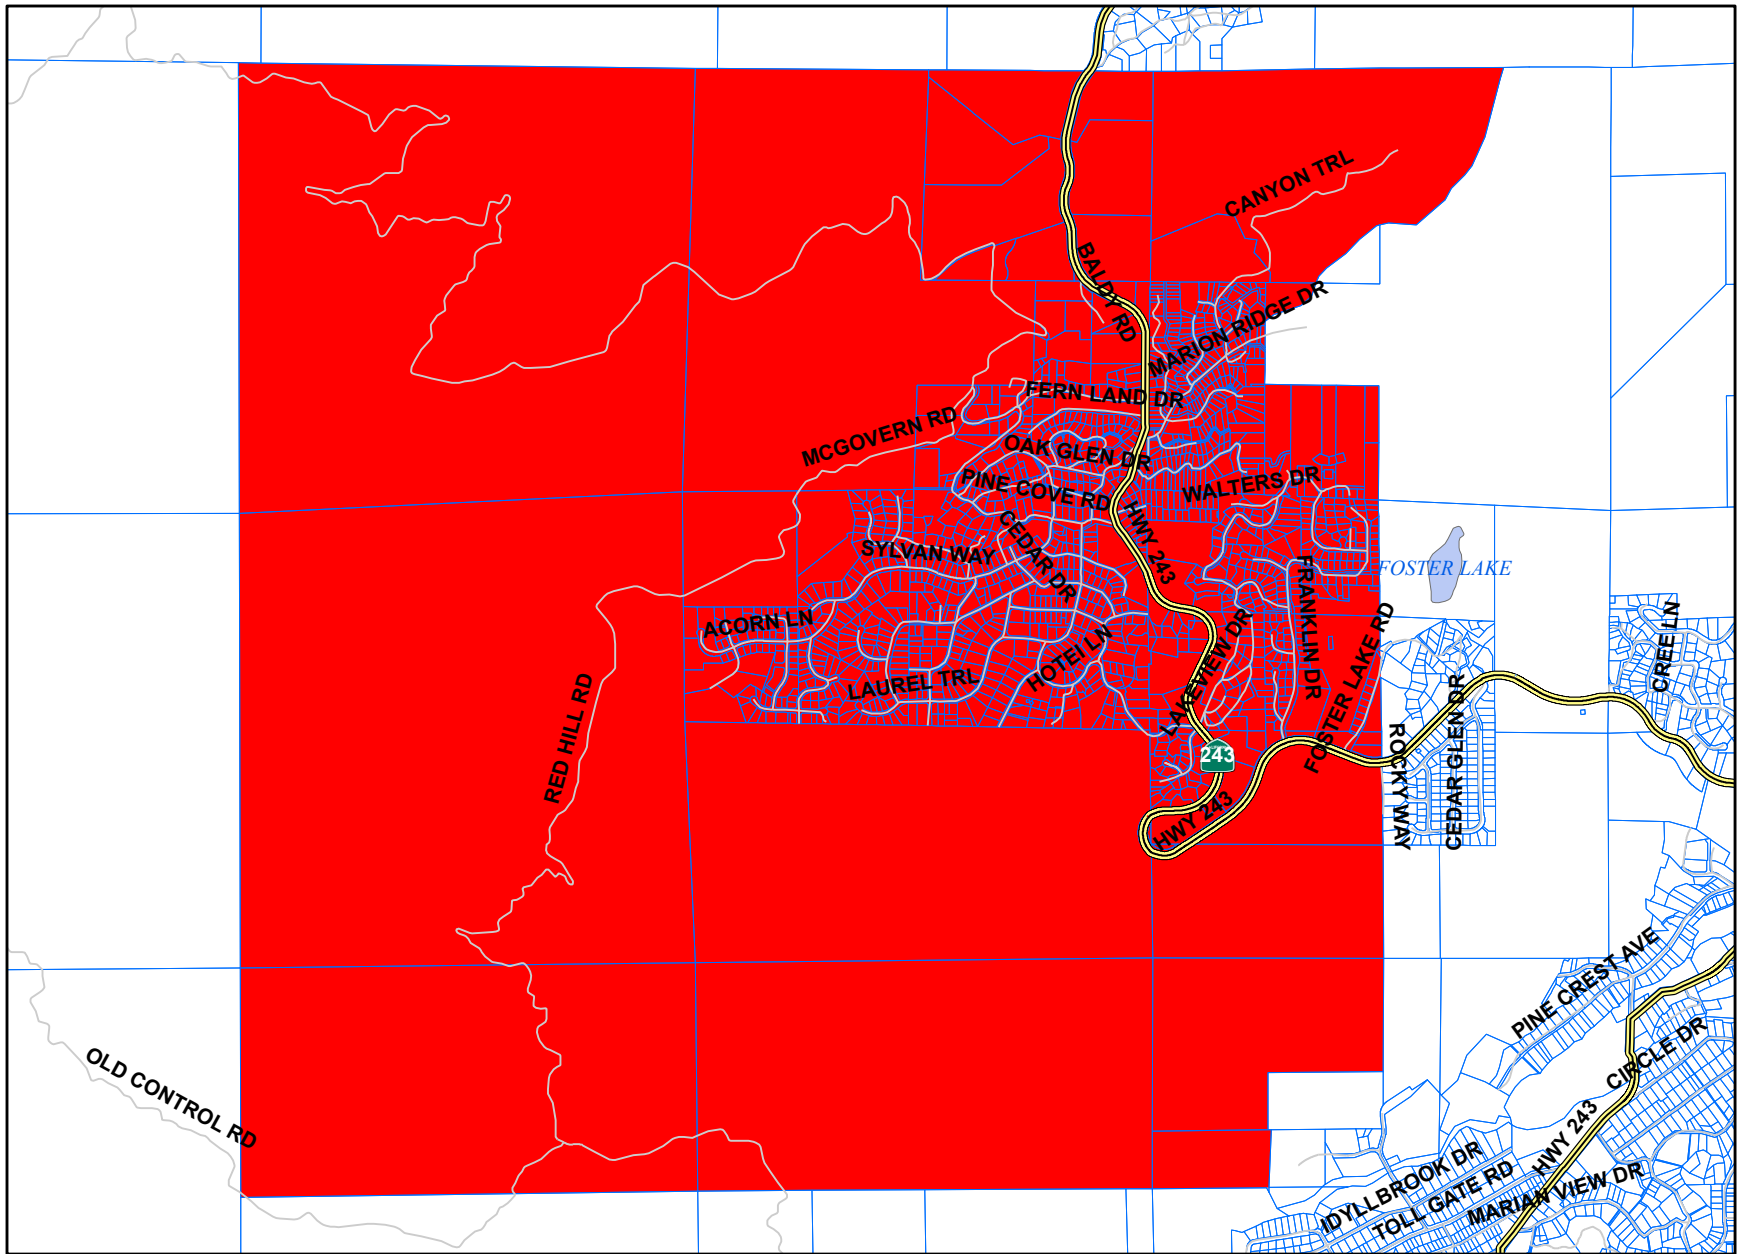 CANYON TRL
BALDY RD
MARION RIDGE DR
FERN LAND DR
MCGOVERN RD
OAK GLEN DR
PINE COVE RD
WALTERS DR
HWY 243
CEDAR DR
SYLVAN WAY
FRANKLIN DR
FOSTER LAKE
ACORN LN
LAKEVIEW DR
HOTEI LN
LAUREL TRL
FOSTER LAKE RD
CREE LN
RED HILL RD
243
ROCKY WAY
CEDAR GLEN DR
HWY 243
PINE CREST AVE
CIRCLE DR
OLD CONTROL RD
HWY 243
IDYLLBROOK DR
TOLL GATE RD
MARIAN VIEW DR